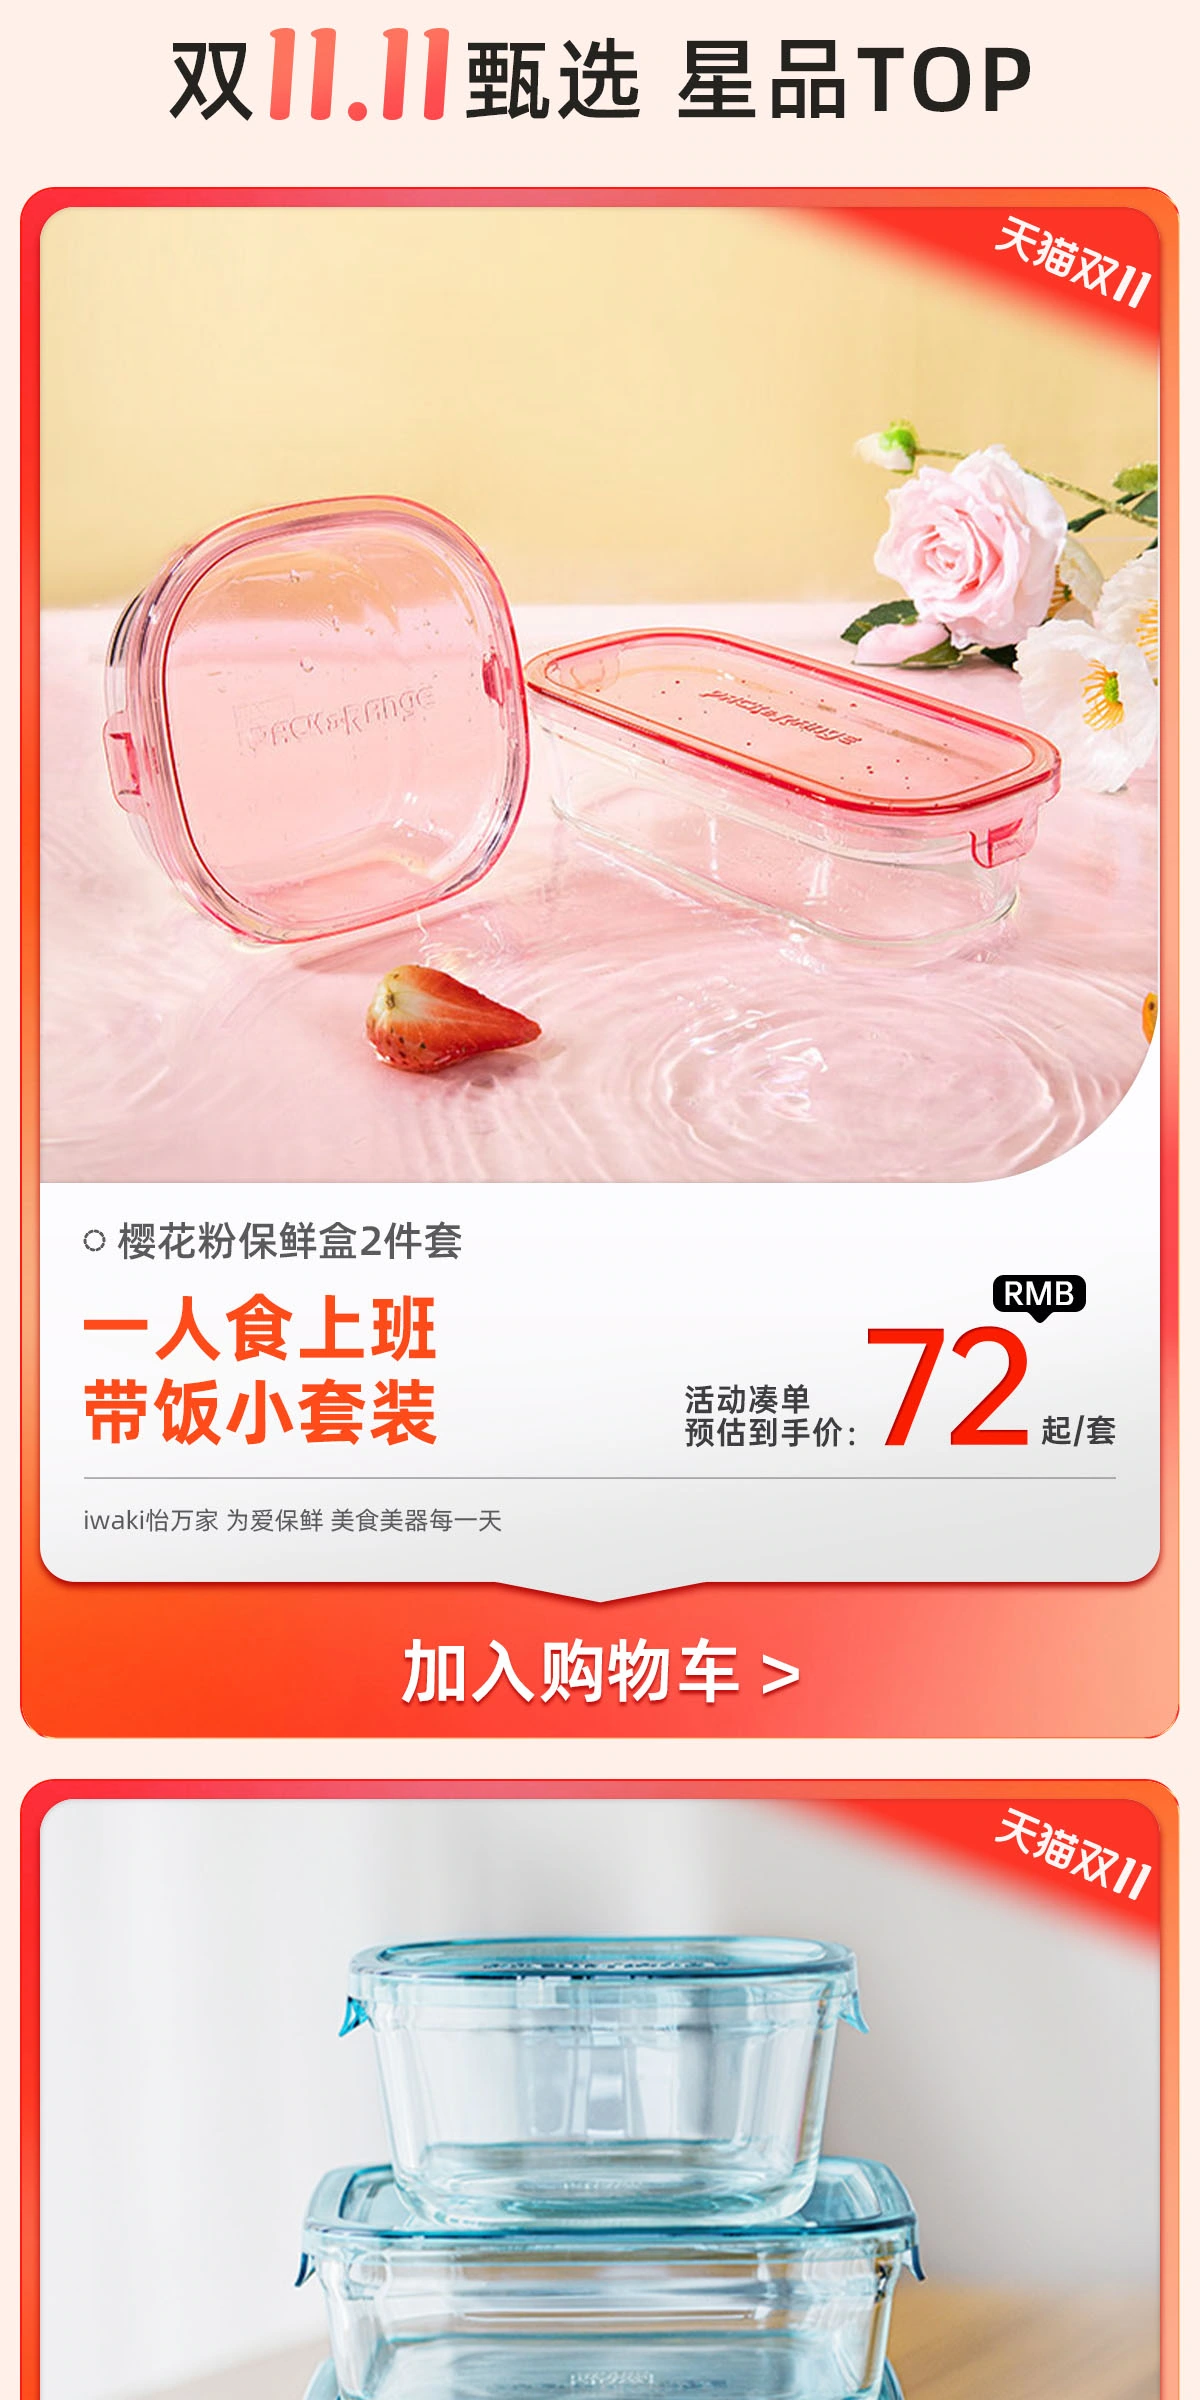 双11.11甄选 星品TOP
天猫双11
Pack&Range
Pack&Range
樱花粉保鲜盒2件套
一人食上班
带饭小套装
RMB
活动凑单
预估到手价：72起/套
iwaki怡万家 为爱保鲜 美食美器每一天
加入购物车 >
天猫双11